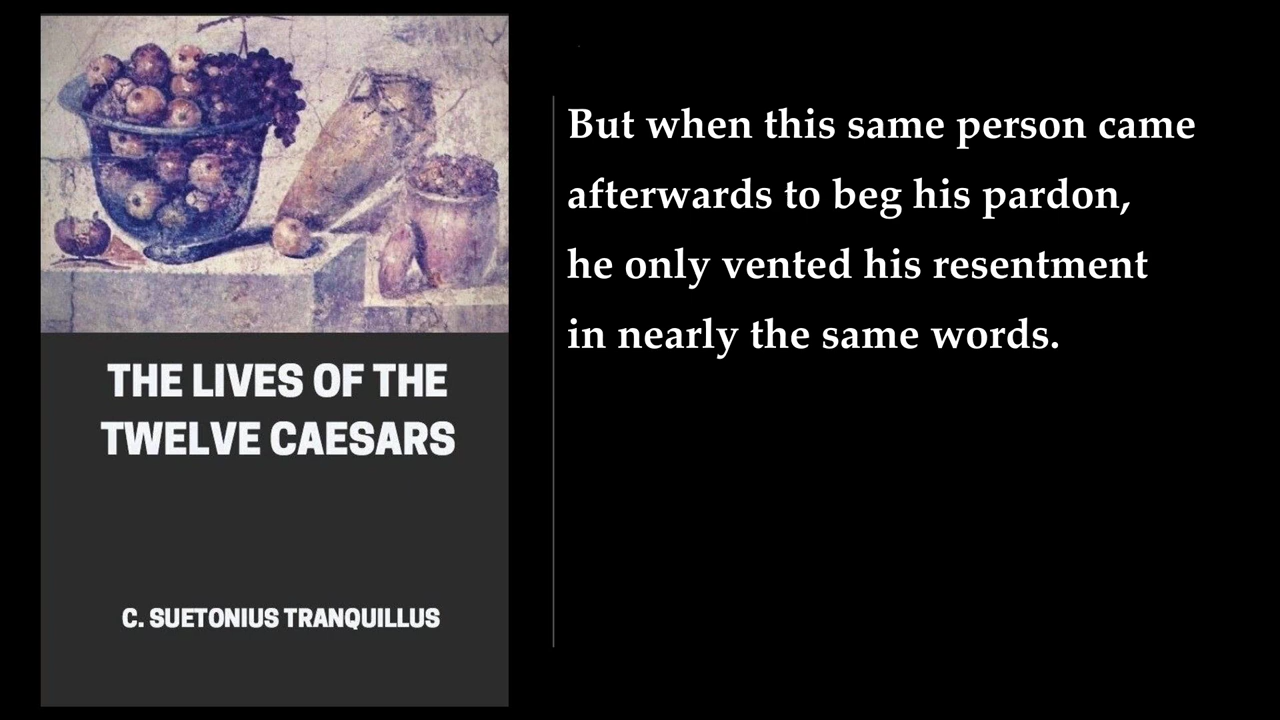 THE LIVES OF THE
TWELVE CAESARS
C. SUETONIUS TRANQUILLUS
But when this same person came
afterwards to beg his pardon,
he only vented his resentment
in nearly the same words.